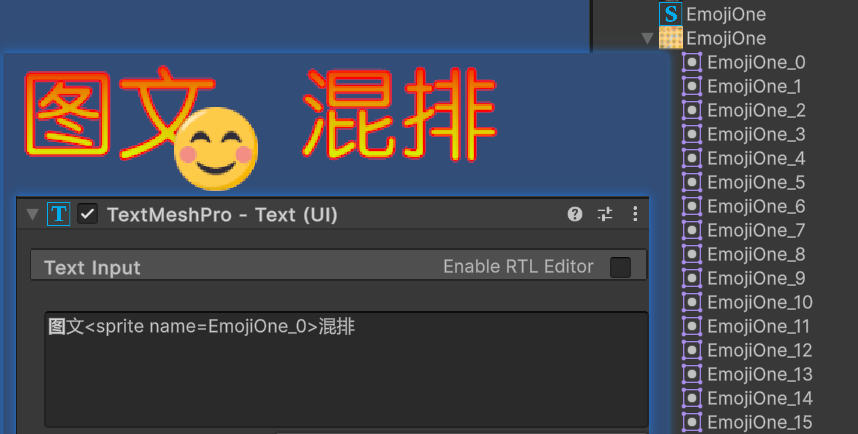 图文 混排
TextMeshPro - Text (UI)
Text Input
Enable RTL Editor
图文<sprite name=EmojiOne_0>混排
EmojiOne
EmojiOne
EmojiOne_0
EmojiOne_1
EmojiOne_2
EmojiOne_3
EmojiOne_4
EmojiOne_5
EmojiOne_6
EmojiOne_7
EmojiOne_8
EmojiOne_9
EmojiOne_10
EmojiOne_11
EmojiOne_12
EmojiOne_13
EmojiOne_14
EmojiOne_15